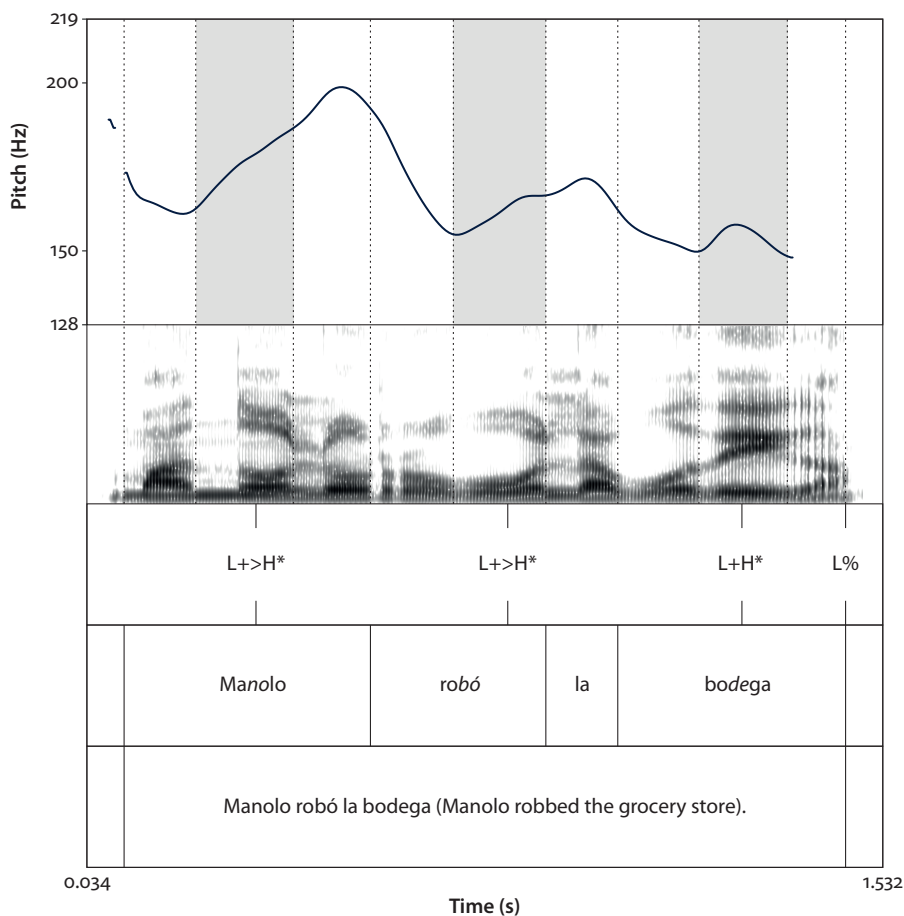 219
200
Pitch (Hz)
150
128
L+>H* L+>H* L+H* L%
Manolo robó la bodega
Manolo robó la bodega (Manolo robbed the grocery store).
0.034 1.532
Time (s)